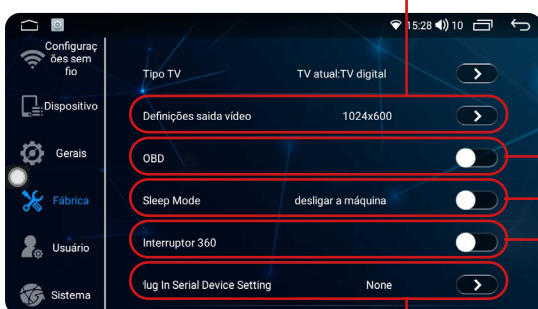 15:28 10
Configuraç
ões sem
fio
Tipo TV TV atual:TV digital
Dispositivo
Definições saida vídeo 1024x600
Gerais
OBD
Fábrica
Sleep Mode desligar a máquina
Usuário
Interruptor 360
Sistema
lug In Serial Device Setting None